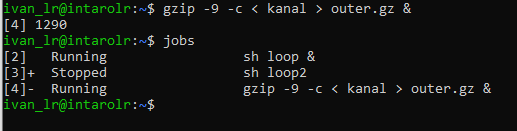 ivan_lr@intarolr:~$ gzip -9 -c < kanal > outer.gz &
[4] 1290
ivan_lr@intarolr:~$ jobs
[2]   Running                 sh loop &
[3]+  Stopped                 sh loop2
[4]-  Running                 gzip -9 -c < kanal > outer.gz &
ivan_lr@intarolr:~$